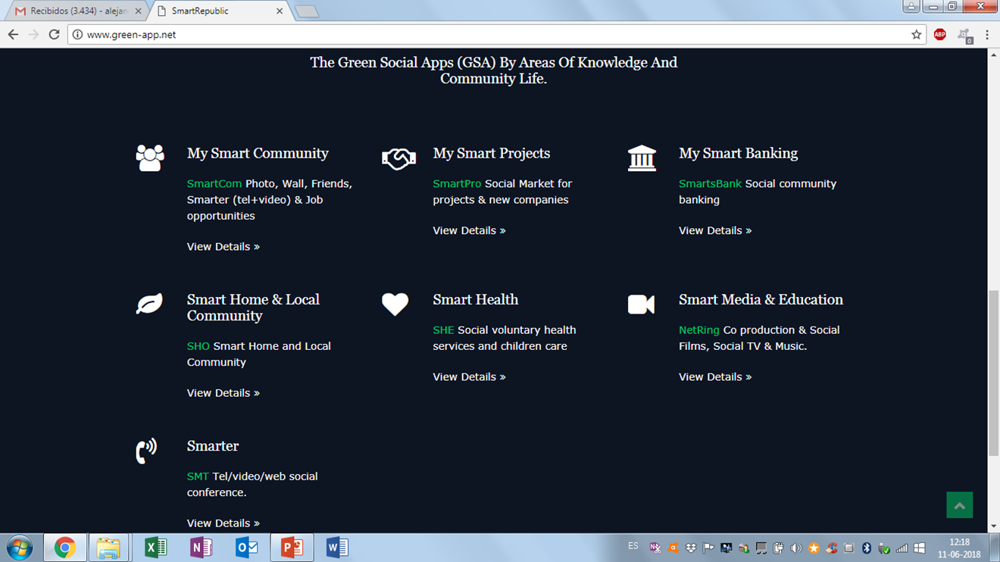 Recibidos (3.434) - alejan
SmartRepublic
www.green-app.net
ABP
0
The Green Social Apps (GSA) By Areas Of Knowledge And
Community Life.
My Smart Community
SmartCom Photo, Wall, Friends,
Smarter (tel+video) & Job
opportunities
View Details »
My Smart Projects
SmartPro Social Market for
projects & new companies
View Details »
My Smart Banking
SmartsBank Social community
banking
View Details »
Smart Home & Local
Community
SHO Smart Home and Local
Community
View Details »
Smart Health
SHE Social voluntary health
services and children care
View Details »
Smart Media & Education
NetRing Co production & Social
Films, Social TV & Music.
View Details »
Smarter
SMT Tel/video/web social
conference.
View Details »
ES
12:18
11-06-2018